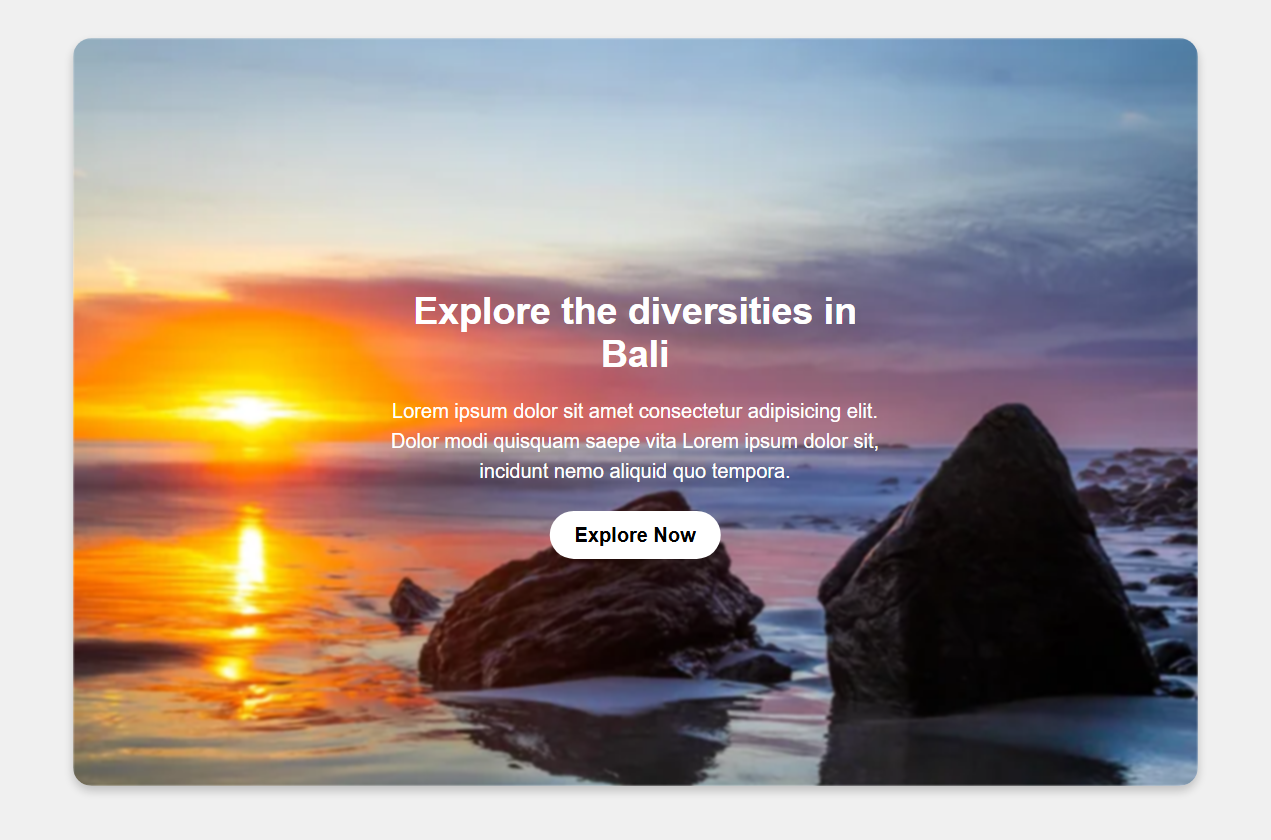 Explore the diversities in
Bali
Lorem ipsum dolor sit amet consectetur adipisicing elit.
Dolor modi quisquam saepe vita Lorem ipsum dolor sit,
incidunt nemo aliquid quo tempora.
Explore Now